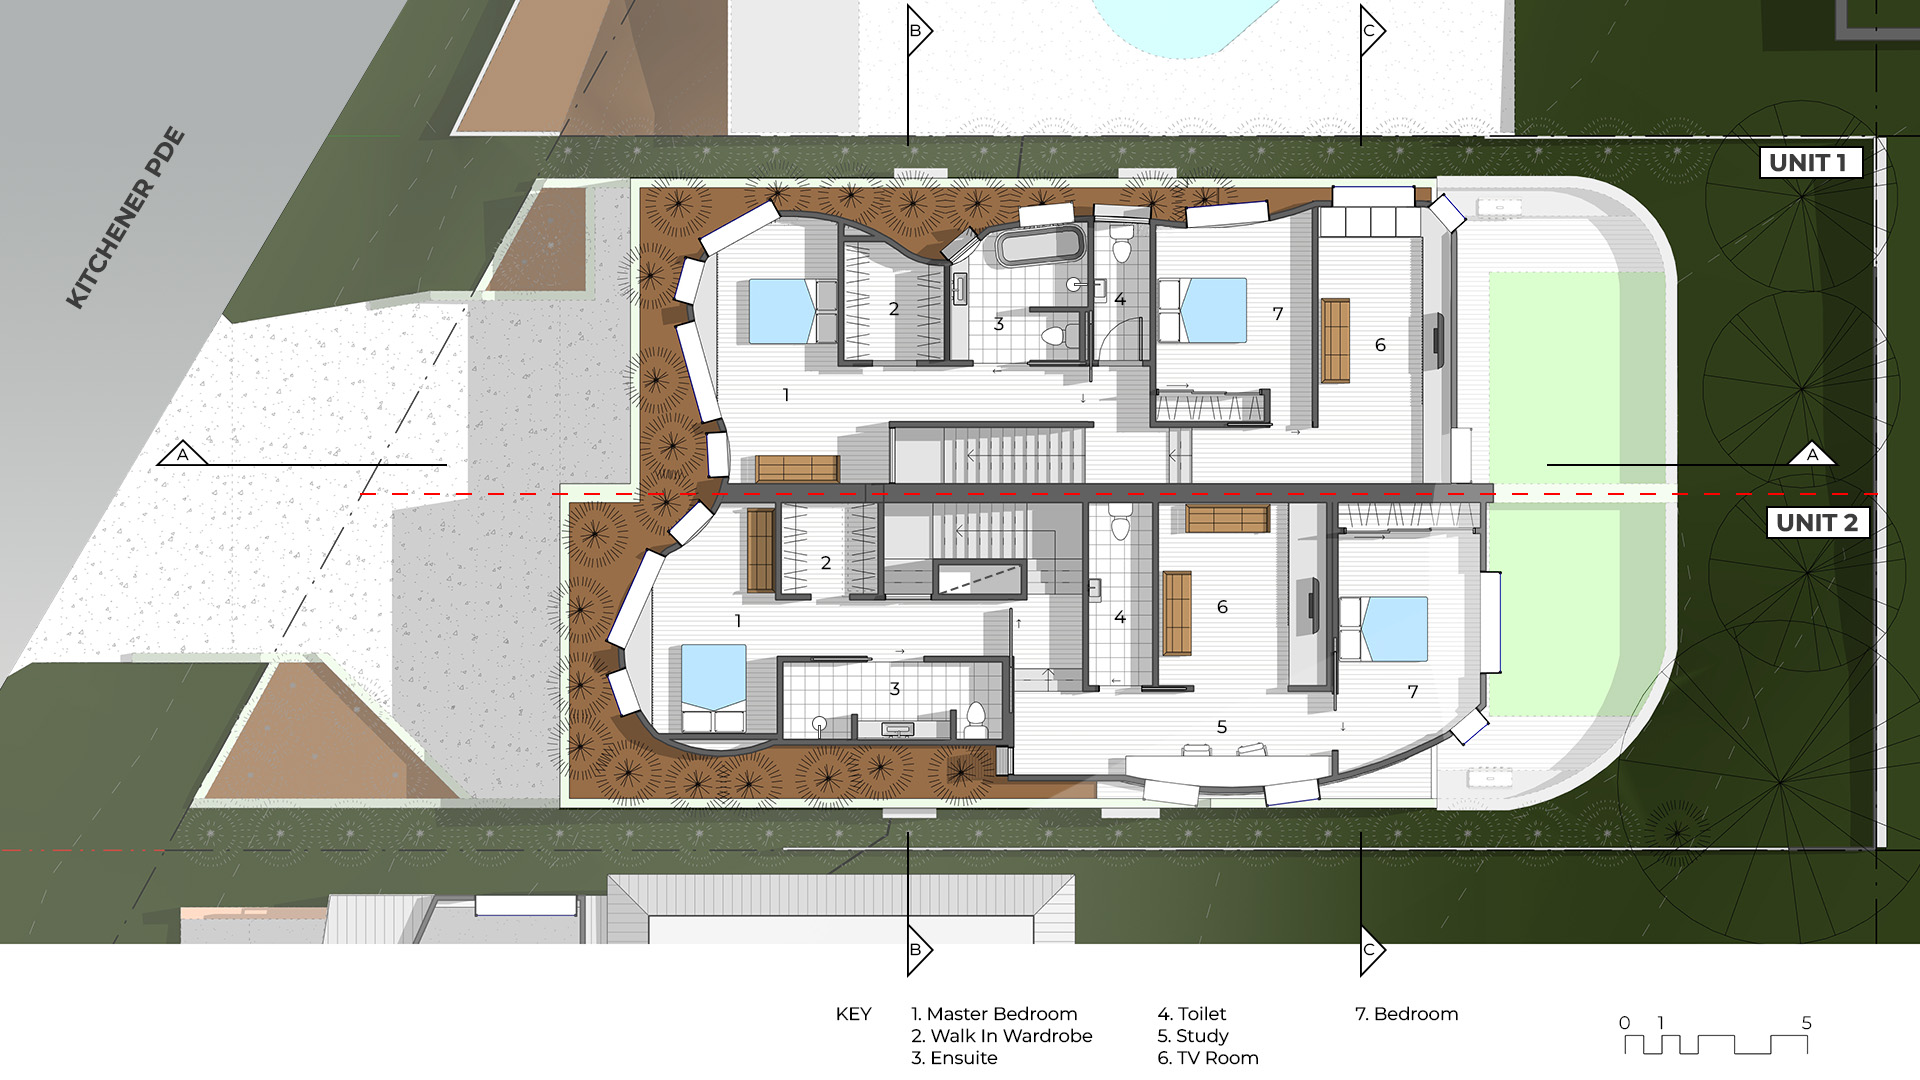 B
C
KITCHENER PDE
UNIT 1
2
3
4
7
6
1
A
A
UNIT 2
2
1
3
4
6
7
5
B
C
KEY
1. Master Bedroom
2. Walk In Wardrobe
3. Ensuite
4. Toilet
5. Study
6. TV Room
7. Bedroom
0 1 5